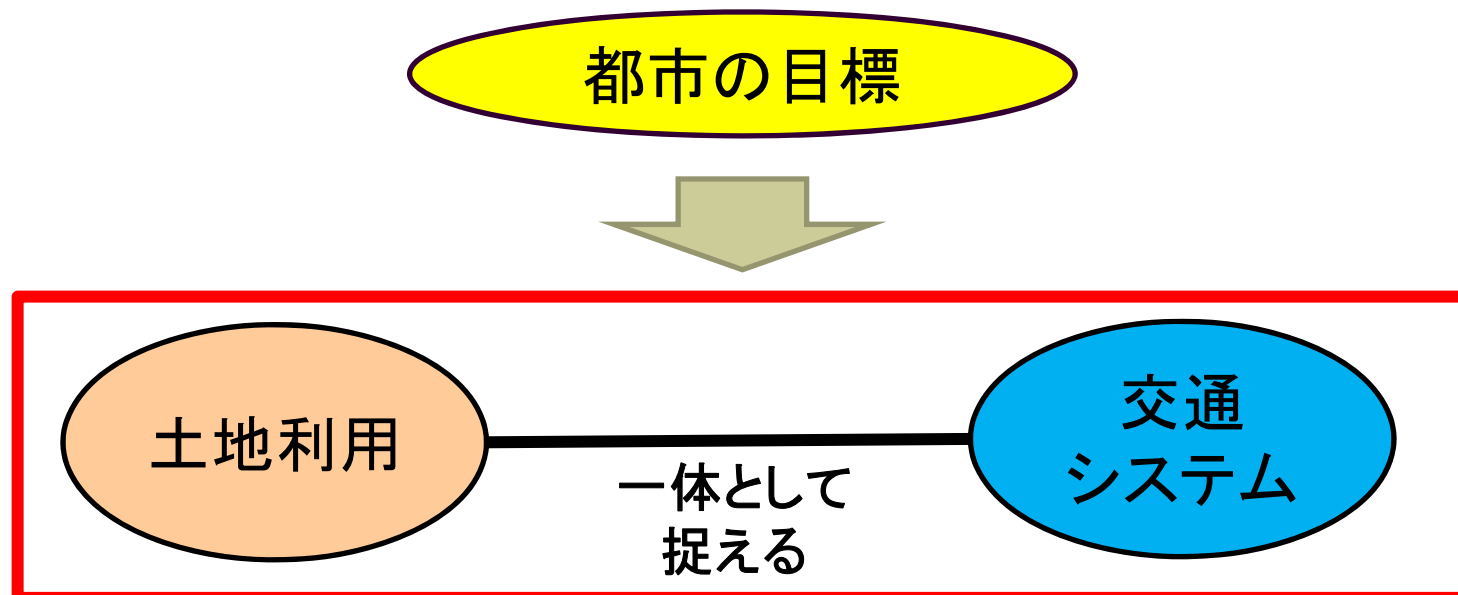 都市の目標
土地利用
一体として
捉える
交通
システム